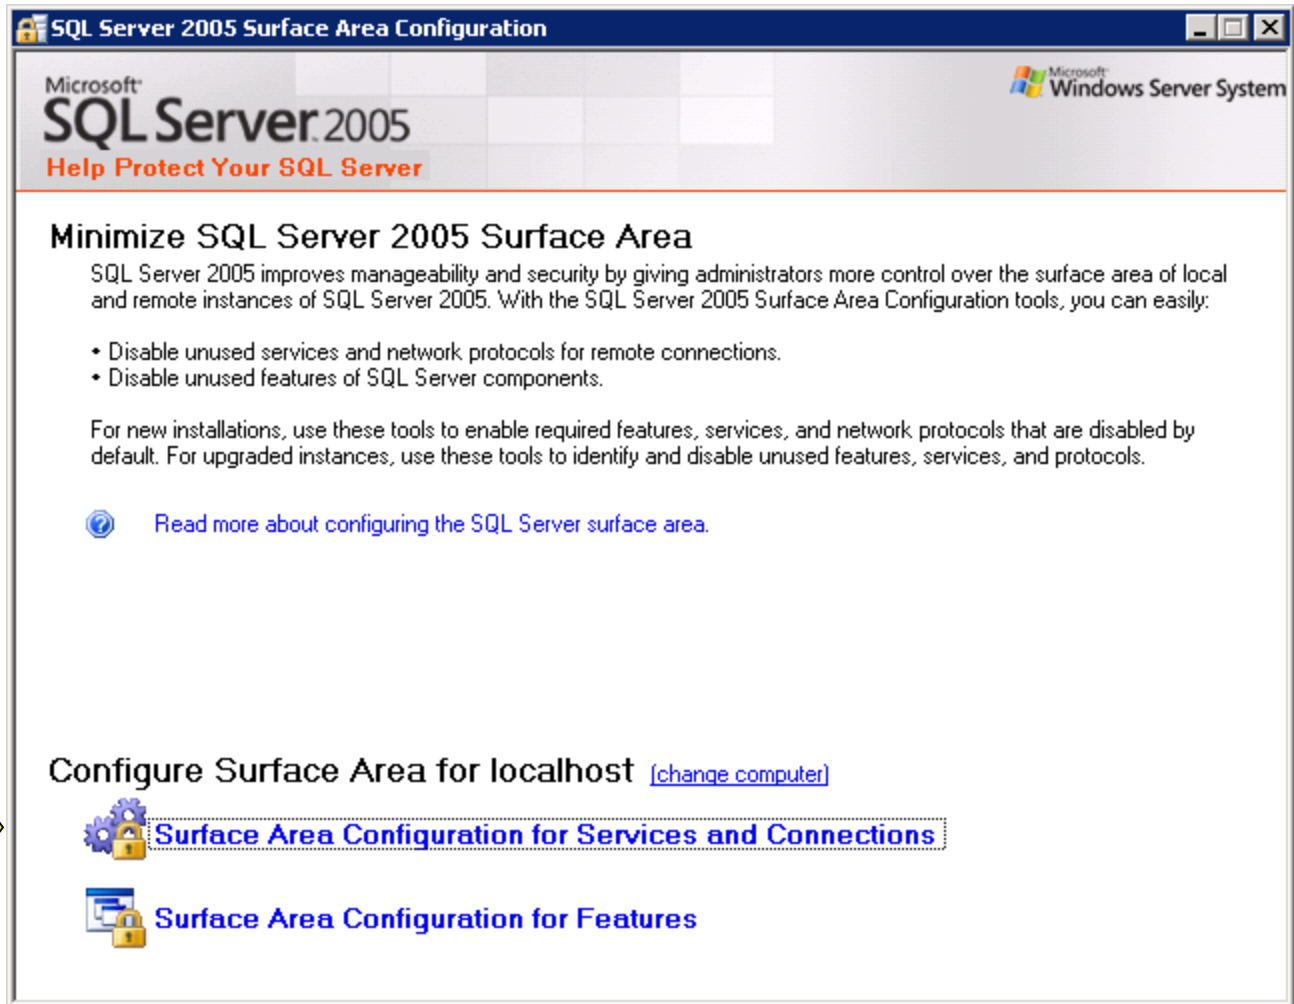 SQL Server 2005 Surface Area Configuration
Microsoft
SQL Server 2005
Help Protect Your SQL Server
Microsoft
Windows Server System
Minimize SQL Server 2005 Surface Area
SQL Server 2005 improves manageability and security by giving administrators more control over the surface area of local
and remote instances of SQL Server 2005. With the SQL Server 2005 Surface Area Configuration tools, you can easily:
• Disable unused services and network protocols for remote connections.
• Disable unused features of SQL Server components.
For new installations, use these tools to enable required features, services, and network protocols that are disabled by
default. For upgraded instances, use these tools to identify and disable unused features, services, and protocols.
Read more about configuring the SQL Server surface area.
Configure Surface Area for localhost (change computer)
Surface Area Configuration for Services and Connections
Surface Area Configuration for Features